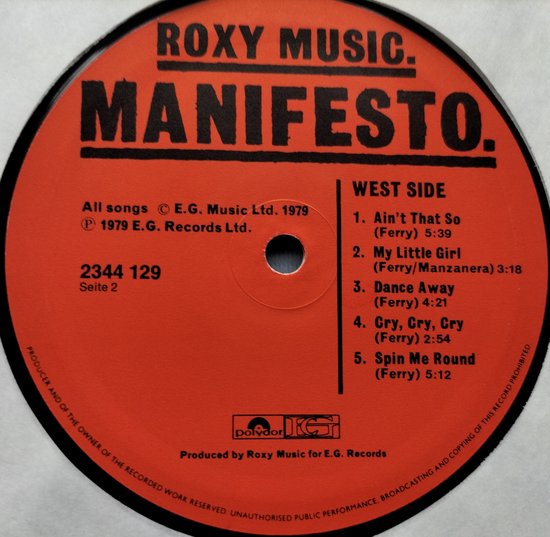 ROXY MUSIC.
MANIFESTO.
All songs © E.G. Music Ltd. 1979
℗ 1979 E.G. Records Ltd.
2344 129
Seite 2
WEST SIDE
1. Ain't That So
(Ferry) 5:39
2. My Little Girl
(Ferry/Manzanera) 3:18
3. Dance Away
(Ferry) 4:21
4. Cry, Cry, Cry
(Ferry) 2:54
5. Spin Me Round
(Ferry) 5:12
polydor EG
Produced by Roxy Music for E.G. Records
PRODUCER AND OF THE OWNER OF THE RECORDED WORK RESERVED. UNAUTHORISED PUBLIC PERFORMANCE, BROADCASTING AND COPYING OF THIS RECORD PROHIBITED.